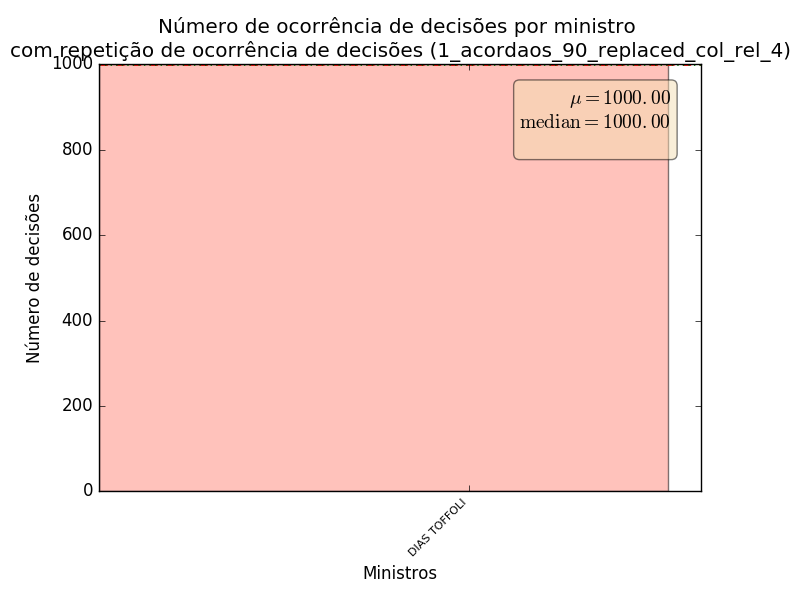 Número de ocorrência de decisões por ministro
com repetição de ocorrência de decisões (1_acordaos_90_replaced_col_rel_4)
1000
800
600
400
200
0
μ = 1000.00
median = 1000.00
Número de decisões
DIAS TOFFOLI
Ministros